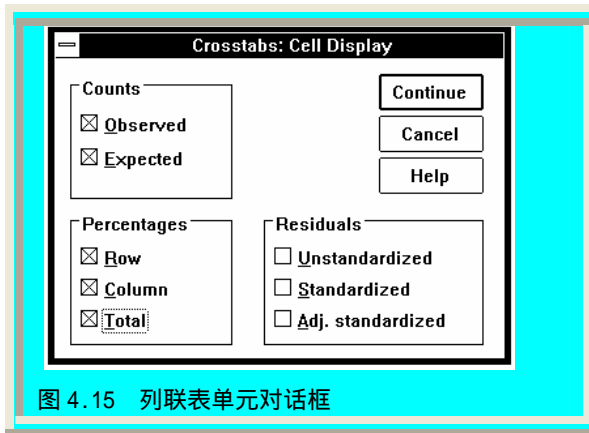 Crosstabs: Cell Display
Counts
Observed
Expected
Continue
Cancel
Help
Percentages
Row
Column
Total
Residuals
Unstandardized
Standardized
Adj. standardized
图 4.15 列联表单元对话框